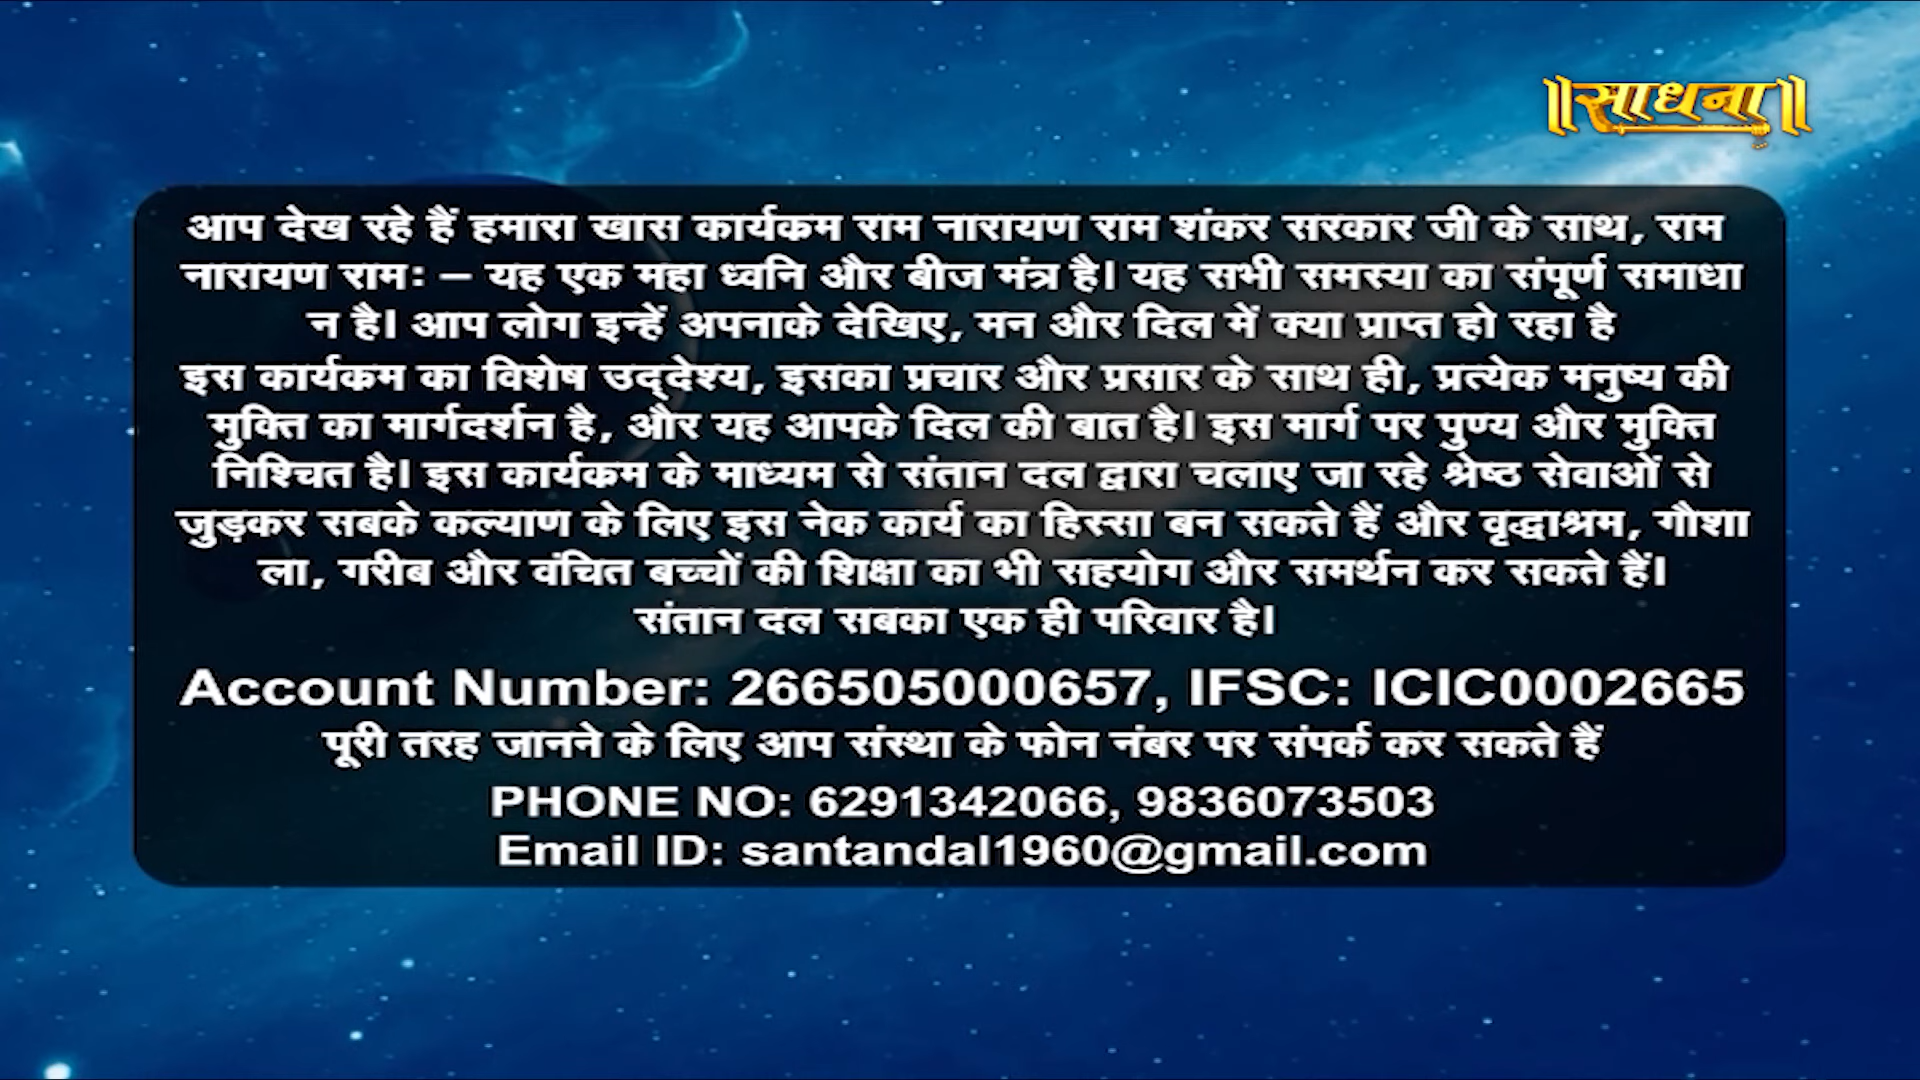 ॥साधना॥
आप देख रहे हैं हमारा खास कार्यक्रम राम नारायण राम शंकर सरकार जी के साथ, राम
नारायण रामः – यह एक महा ध्वनि और बीज मंत्र है। यह सभी समस्या का संपूर्ण समाधा
न है। आप लोग इन्हें अपनाके देखिए, मन और दिल में क्या प्राप्त हो रहा है
इस कार्यक्रम का विशेष उद्देश्य, इसका प्रचार और प्रसार के साथ ही, प्रत्येक मनुष्य की
मुक्ति का मार्गदर्शन है, और यह आपके दिल की बात है। इस मार्ग पर पुण्य और मुक्ति
निश्चित है। इस कार्यक्रम के माध्यम से संतान दल द्वारा चलाए जा रहे श्रेष्ठ सेवाओं से
जुड़कर सबके कल्याण के लिए इस नेक कार्य का हिस्सा बन सकते हैं और वृद्धाश्रम, गौशा
ला, गरीब और वंचित बच्चों की शिक्षा का भी सहयोग और समर्थन कर सकते हैं।
संतान दल सबका एक ही परिवार है।
Account Number: 266505000657, IFSC: ICIC0002665
पूरी तरह जानने के लिए आप संस्था के फोन नंबर पर संपर्क कर सकते हैं
PHONE NO: 6291342066, 9836073503
Email ID: santandal1960@gmail.com